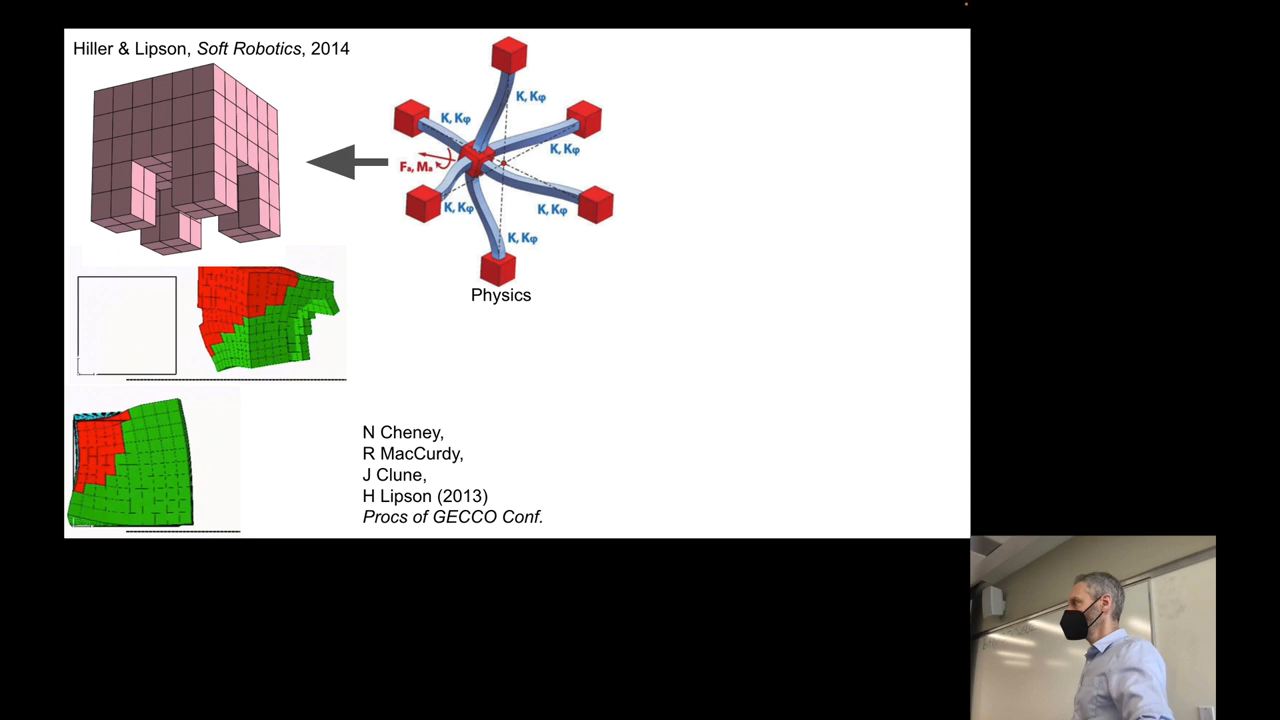 Hiller & Lipson, Soft Robotics, 2014
K, Kφ
K, Kφ
K, Kφ
Fa, Ma
K, Kφ
K, Kφ
K, Kφ
Physics
N Cheney,
R MacCurdy,
J Clune,
H Lipson (2013)
Procs of GECCO Conf.